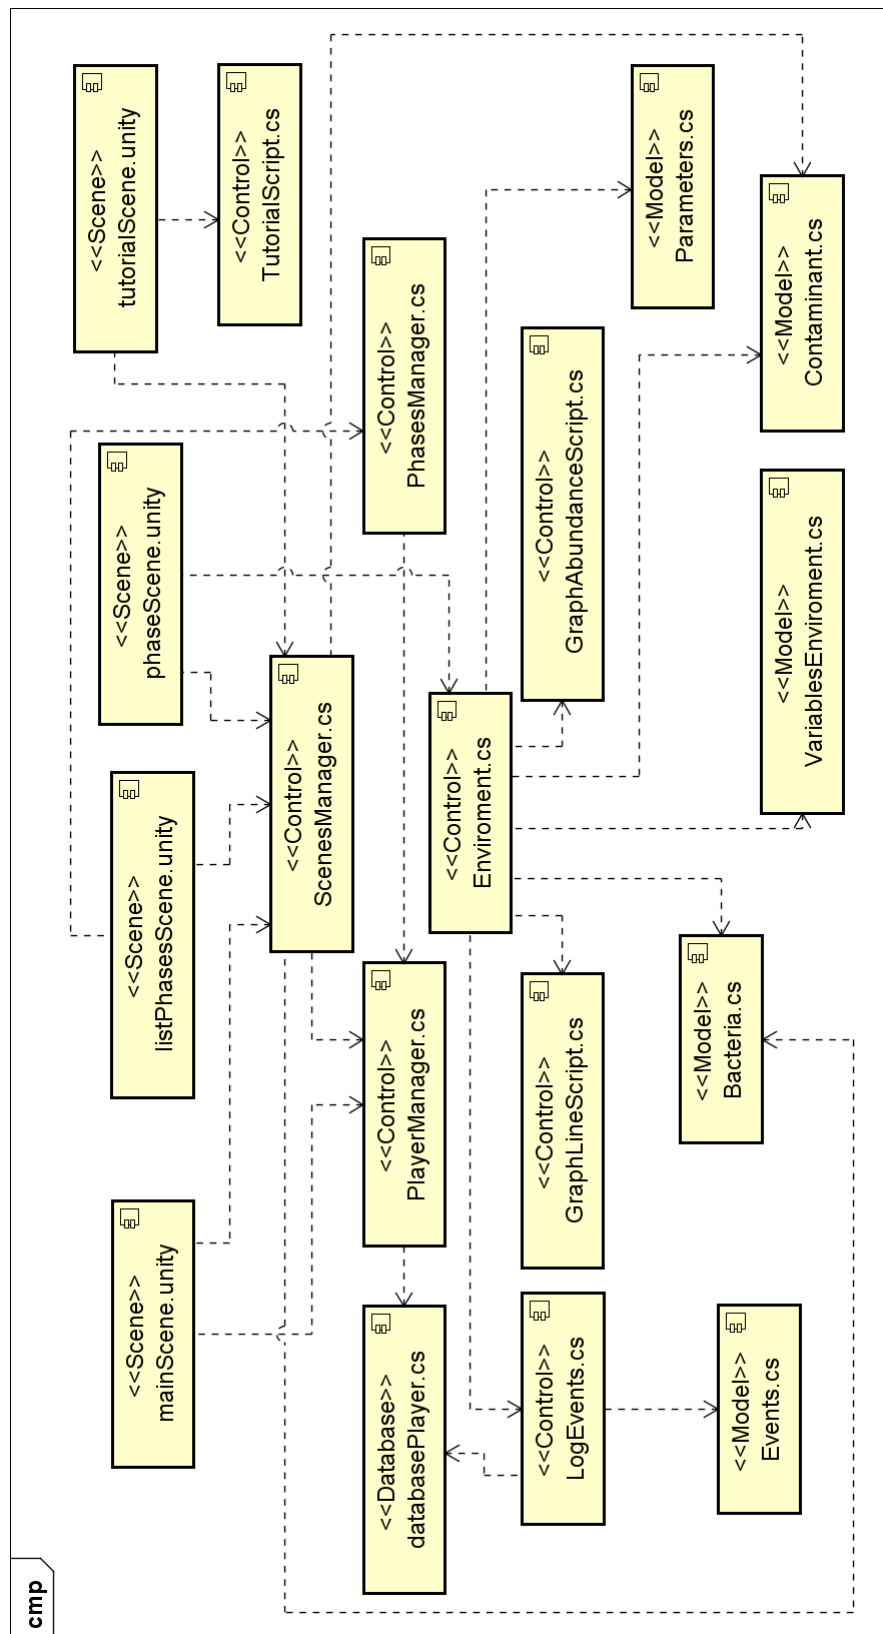 cmp
<<Scene>>
mainScene.unity
<<Scene>>
listPhasesScene.unity
<<Scene>>
phaseScene.unity
<<Scene>>
tutorialScene.unity
<<Control>>
TutorialScript.cs
<<Control>>
ScenesManager.cs
<<Database>>
databasePlayer.cs
<<Control>>
PlayerManager.cs
<<Control>>
PhasesManager.cs
<<Control>>
Enviroment.cs
<<Control>>
LogEvents.cs
<<Control>>
GraphLineScript.cs
<<Control>>
GraphAbundanceScript.cs
<<Model>>
Parameters.cs
<<Model>>
Bacteria.cs
<<Model>>
Events.cs
<<Model>>
VariablesEnviroment.cs
<<Model>>
Contaminant.cs